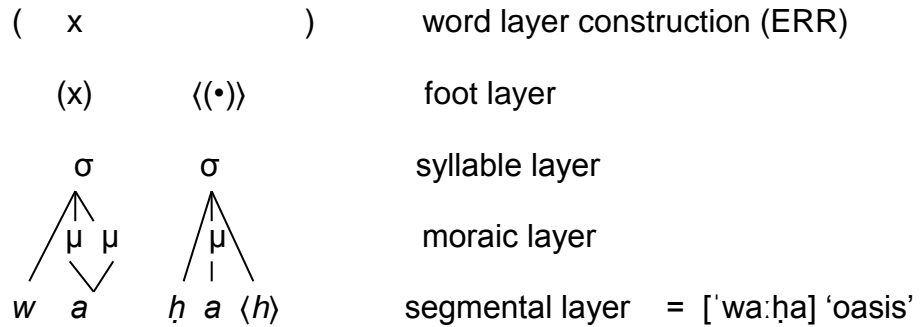 ( x ) word layer construction (ERR)
(x) ⟨(•)⟩ foot layer
σ σ syllable layer
μ μ μ moraic layer
w a ḥ a ⟨h⟩ segmental layer = [ˈwaːḥa] ‘oasis’